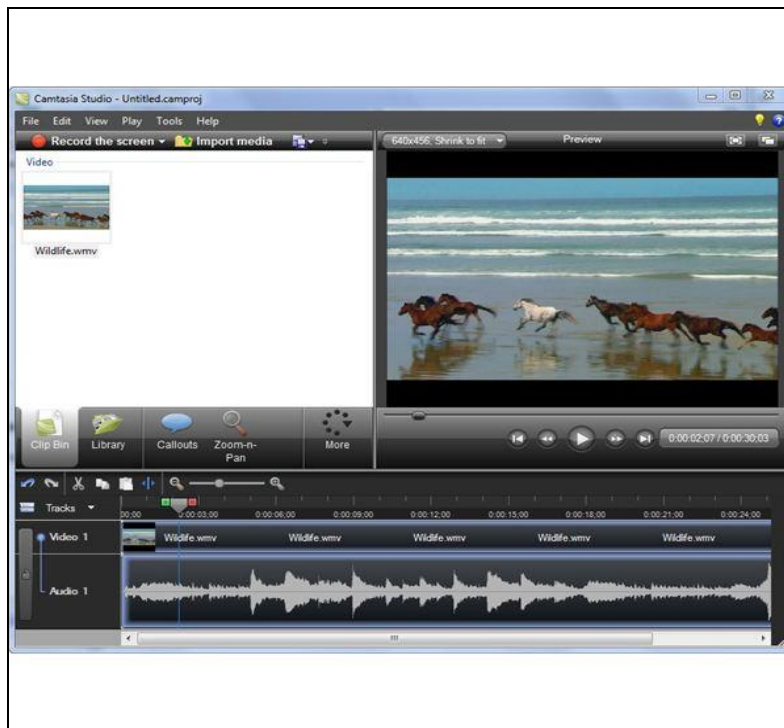 Camtasia Studio - Untitled.camproj
File Edit View Play Tools Help
Record the screen Import media
640x456, Shrink to fit Preview
Video
Wildlife.wmv
Clip Bin Library Callouts Zoom-n-Pan More
0:00:02;07 / 0:00:30;03
Tracks
00;00 0:00:03;00 0:00:06;00 0:00:09;00 0:00:12;00 0:00:15;00 0:00:18;00 0:00:21;00 0:00:24;00
Video 1 Wildlife.wmv Wildlife.wmv Wildlife.wmv Wildlife.wmv Wildlife.wmv
Audio 1